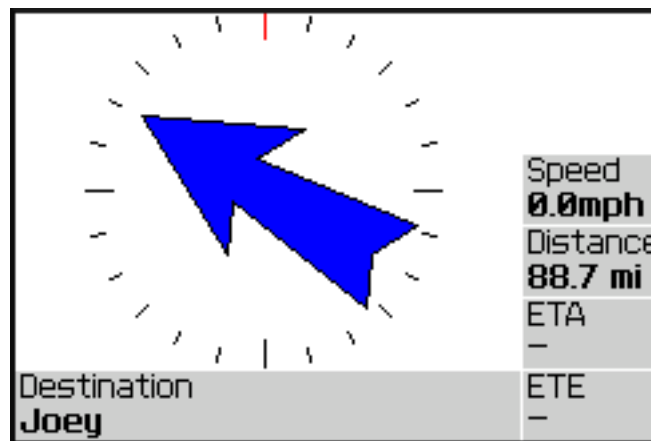 Speed
0.0mph
Distance
88.7 mi
ETA
–
Destination
Joey
ETE
–